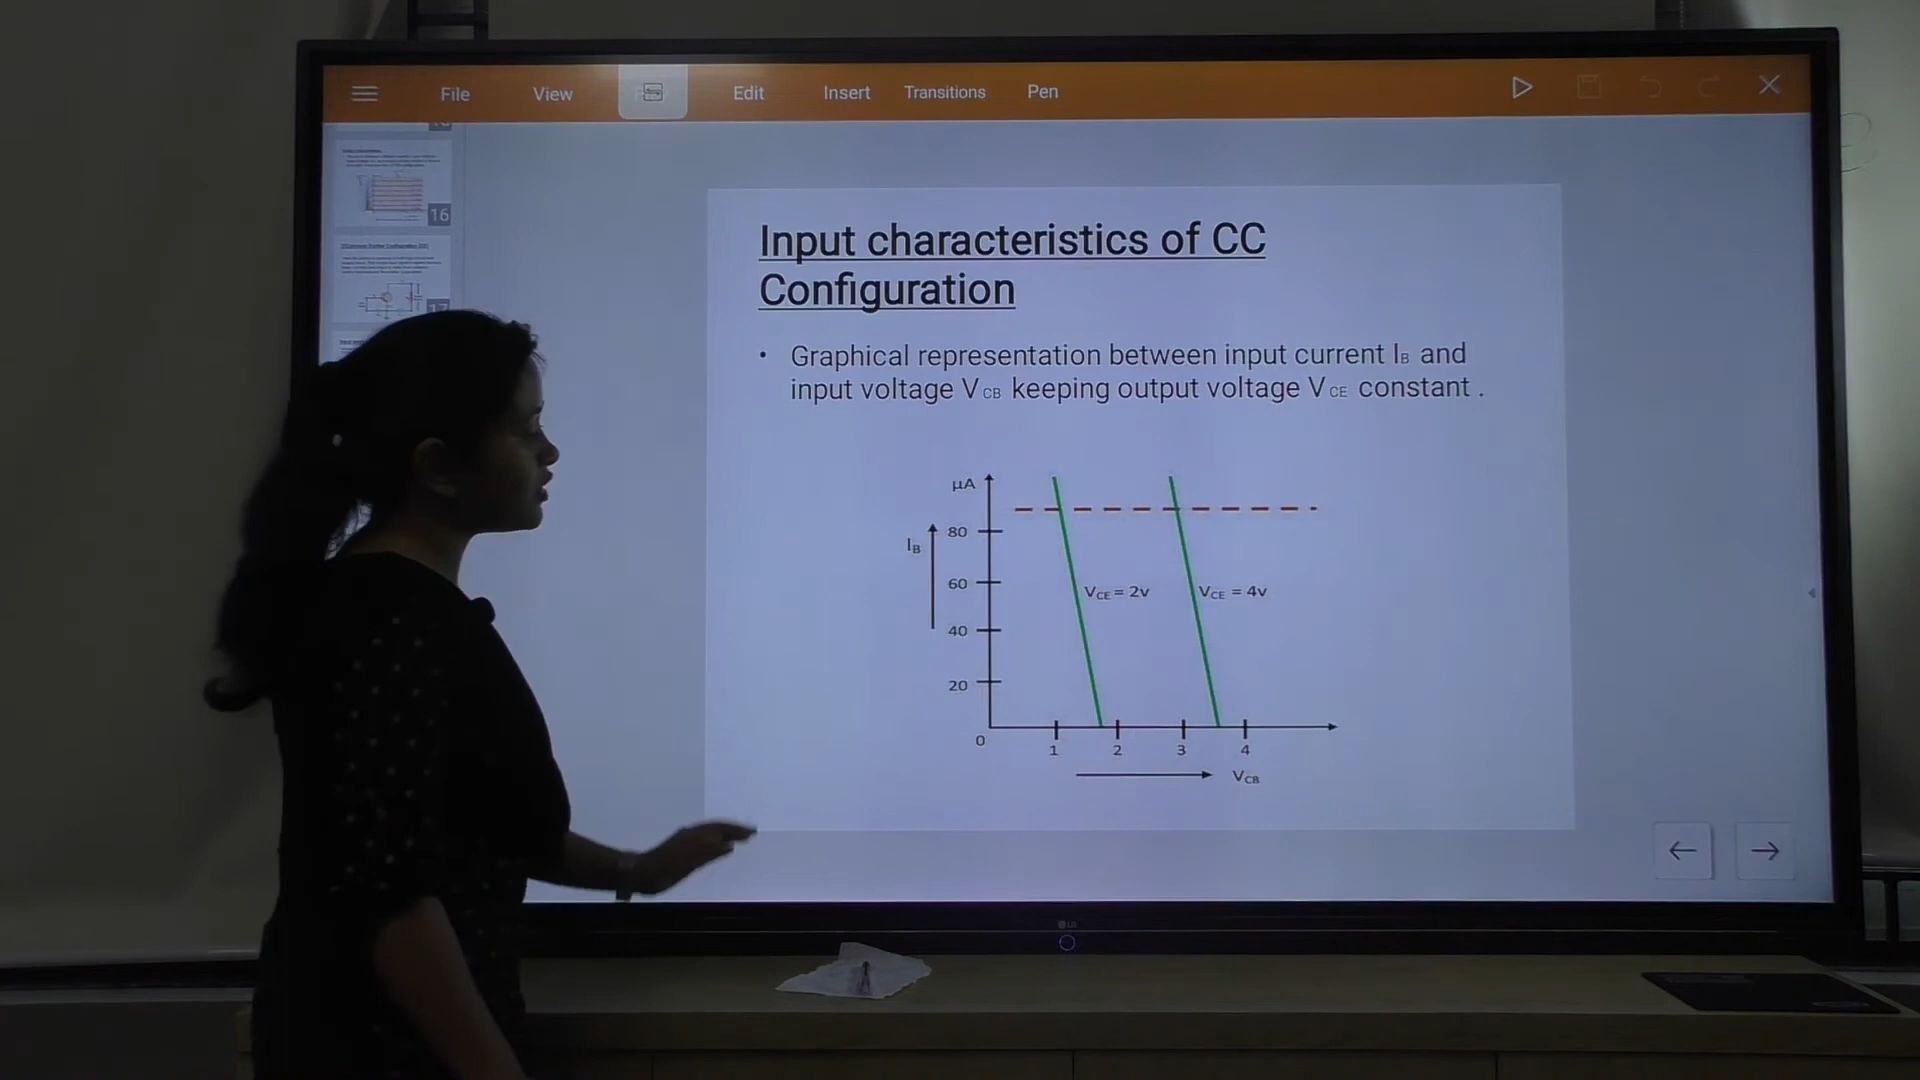 File View Edit Insert Transitions Pen
16
17
Input characteristics of CC
Configuration
• Graphical representation between input current IB and
input voltage VCB keeping output voltage VCE constant .
µA
80
IB
60
VCE = 2v
VCE = 4v
40
20
0
1 2 3 4
VCB
LG